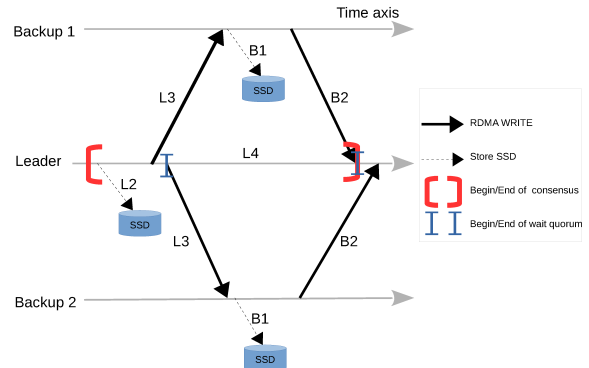 Time axis
Backup 1
B1
SSD
L3
B2
RDMA WRITE
Leader
L4
Store SSD
L2
SSD
Begin/End of consensus
Begin/End of wait quorum
L3
B2
Backup 2
B1
SSD